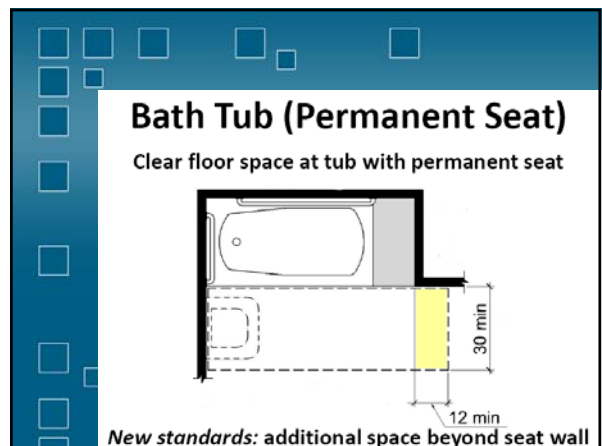 Bath Tub (Permanent Seat)
Clear floor space at tub with permanent seat
30 min
12 min
New standards: additional space beyond seat wall